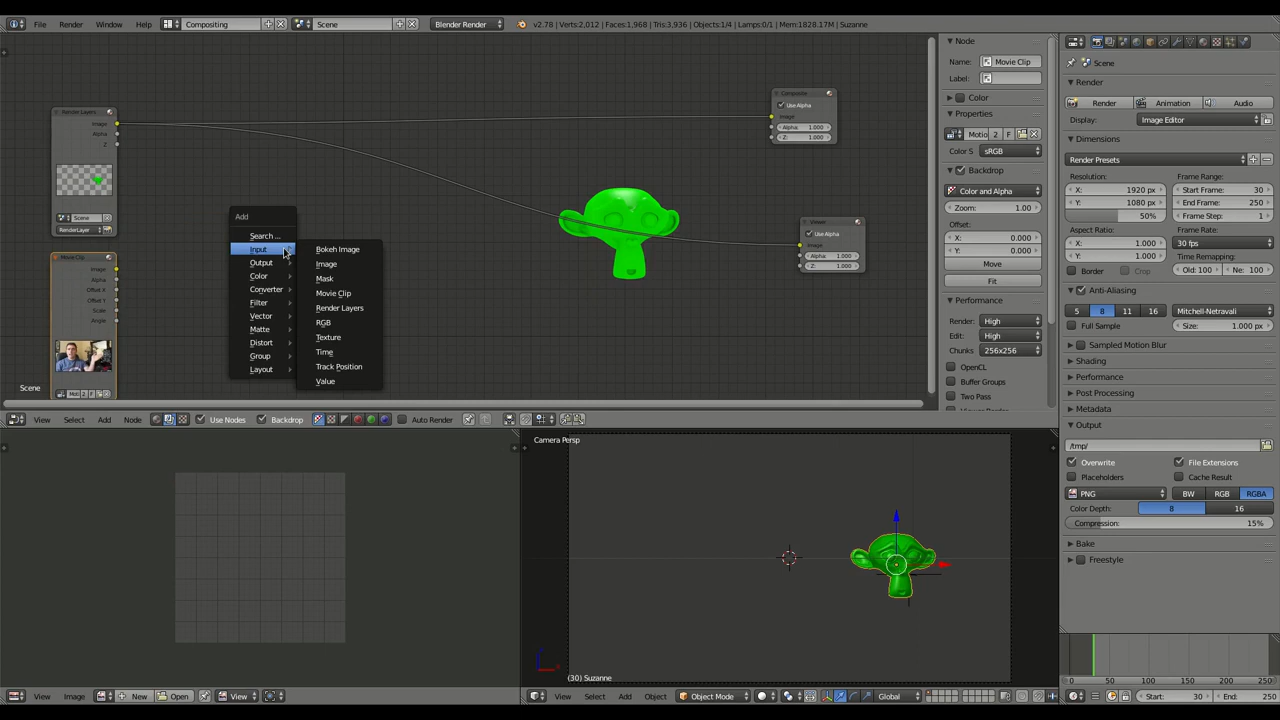 File Render Window Help Compositing Scene Blender Render v2.78 | Verts:2,012 | Faces:1,968 | Tris:3,936 | Objects:1/4 | Lamps:0/1 | Mem:1828.17M | Suzanne
Render Layers
Image
Alpha
Z
Scene
RenderLayer
Movie Clip
Image
Alpha
Offset X
Offset Y
Scale
Angle
Mot 2 F
Scene
Add
Search ...
Input
Output
Color
Converter
Filter
Vector
Matte
Distort
Group
Layout
Bokeh Image
Image
Mask
Movie Clip
Render Layers
RGB
Texture
Time
Track Position
Value
Composite
Use Alpha
Image
Alpha: 1.000
Z: 1.000
Viewer
Use Alpha
Image
Alpha: 1.000
Z: 1.000
Node
Name: Movie Clip
Label:
Color
Properties
Motio 2 F
Color S sRGB
Backdrop
Color and Alpha
Zoom: 1.00
X: 0.000
Y: 0.000
Move
Fit
Performance
Render: High
Edit: High
Chunks 256x256
OpenCL
Buffer Groups
Two Pass
View Select Add Node Use Nodes Backdrop Auto Render
Camera Persp
(30) Suzanne
View Image New Open View
View Select Add Object Object Mode Global
Scene
Render
Render Animation Audio
Display: Image Editor
Dimensions
Render Presets
Resolution: Frame Range:
X: 1920 px Start Frame: 30
Y: 1080 px End Frame: 250
50% Frame Step: 1
Aspect Ratio: Frame Rate:
X: 1.000 30 fps
Y: 1.000 Time Remapping:
Border Crop Old: 100 Ne: 100
Anti-Aliasing
5 8 11 16 Mitchell-Netravali
Full Sample Size: 1.000 px
Sampled Motion Blur
Shading
Performance
Post Processing
Metadata
Output
/tmp/
Overwrite File Extensions
Placeholders Cache Result
PNG BW RGB RGBA
Color Depth: 8 16
Compression: 15%
Bake
Freestyle
0 50 100 150 200 250
Start: 30 End: 250